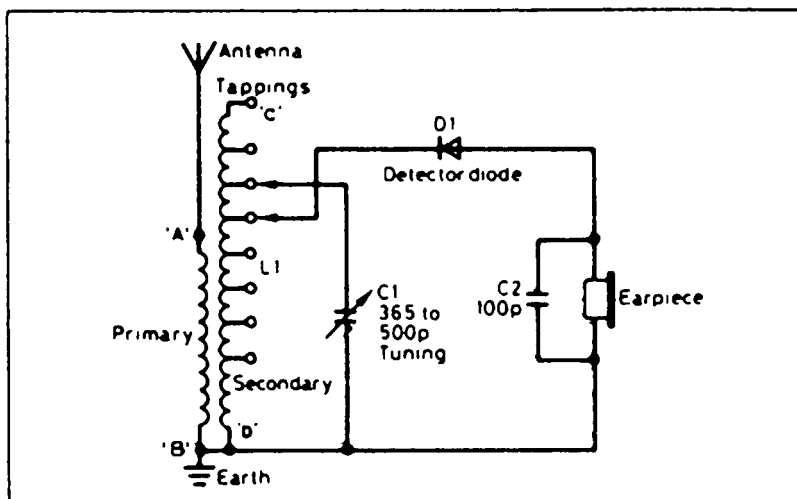 Antenna
Tappings
'C'
D1
Detector diode
'A'
L1
C1
365 to
500p
Tuning
C2
100p
Earpiece
Primary
Secondary
'D'
'B'
Earth